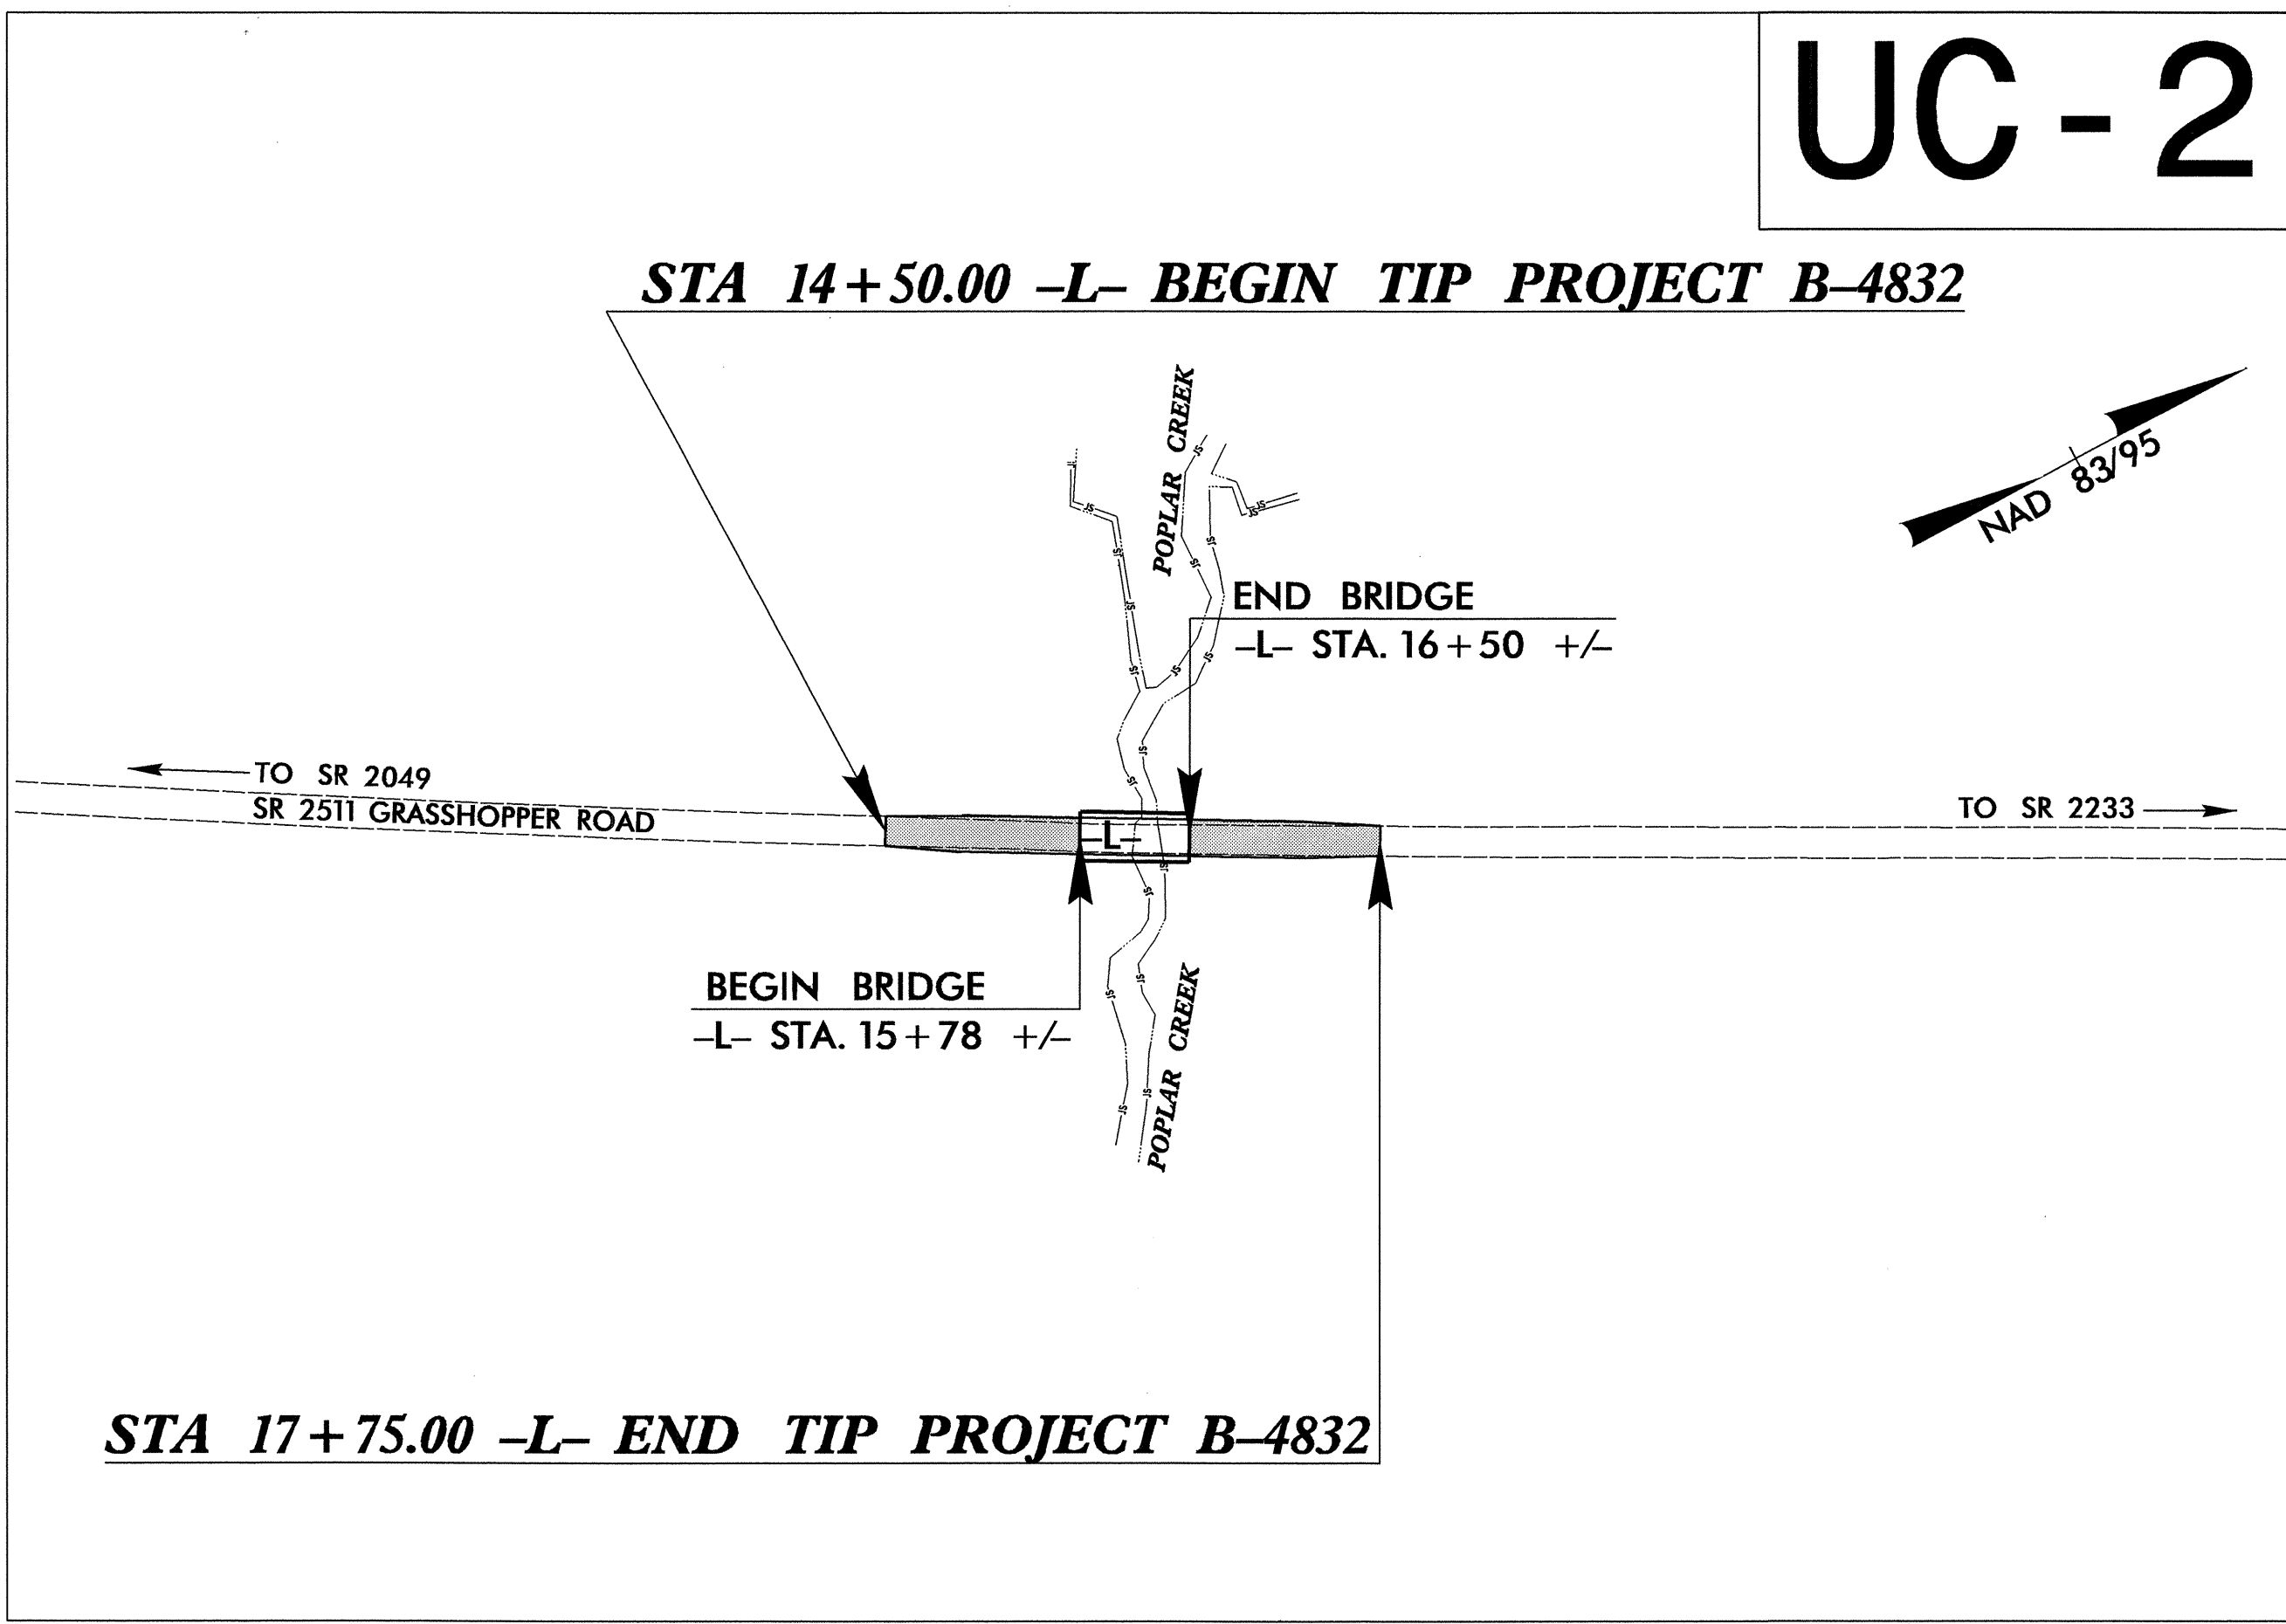 UC-2
STA 14+50.00 –L– BEGIN TIP PROJECT B–4832
POPLAR CREEK
NAD 83/95
END BRIDGE
–L– STA. 16+50 +/–
TO SR 2049
SR 2511 GRASSHOPPER ROAD
TO SR 2233
–L–
BEGIN BRIDGE
–L– STA. 15+78 +/–
POPLAR CREEK
STA 17+75.00 –L– END TIP PROJECT B–4832